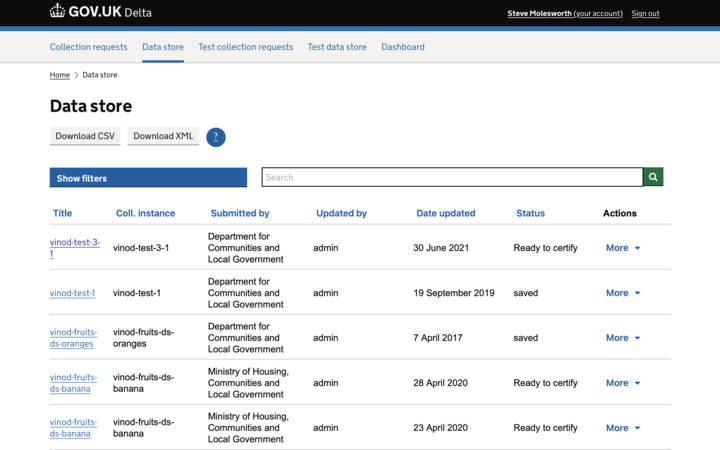 GOV.UK Delta
Steve Molesworth (your account) Sign out
Collection requests Data store Test collection requests Test data store Dashboard
Home > Data store
Data store
Download CSV Download XML ?
Show filters Search
Title Coll. instance Submitted by Updated by Date updated Status Actions
vinod-test-3-
1
vinod-test-3-1
Department for
Communities and
Local Government
admin 30 June 2021 Ready to certify More
vinod-test-1 vinod-test-1
Department for
Communities and
Local Government
admin 19 September 2019 saved More
vinod-fruits-
ds-oranges
vinod-fruits-ds-
oranges
Department for
Communities and
Local Government
admin 7 April 2017 saved More
vinod-fruits-
ds-banana
vinod-fruits-ds-
banana
Ministry of Housing,
Communities and
Local Government
admin 28 April 2020 Ready to certify More
vinod-fruits-
ds-banana
vinod-fruits-ds-
banana
Ministry of Housing,
Communities and
Local Government
admin 23 April 2020 Ready to certify More